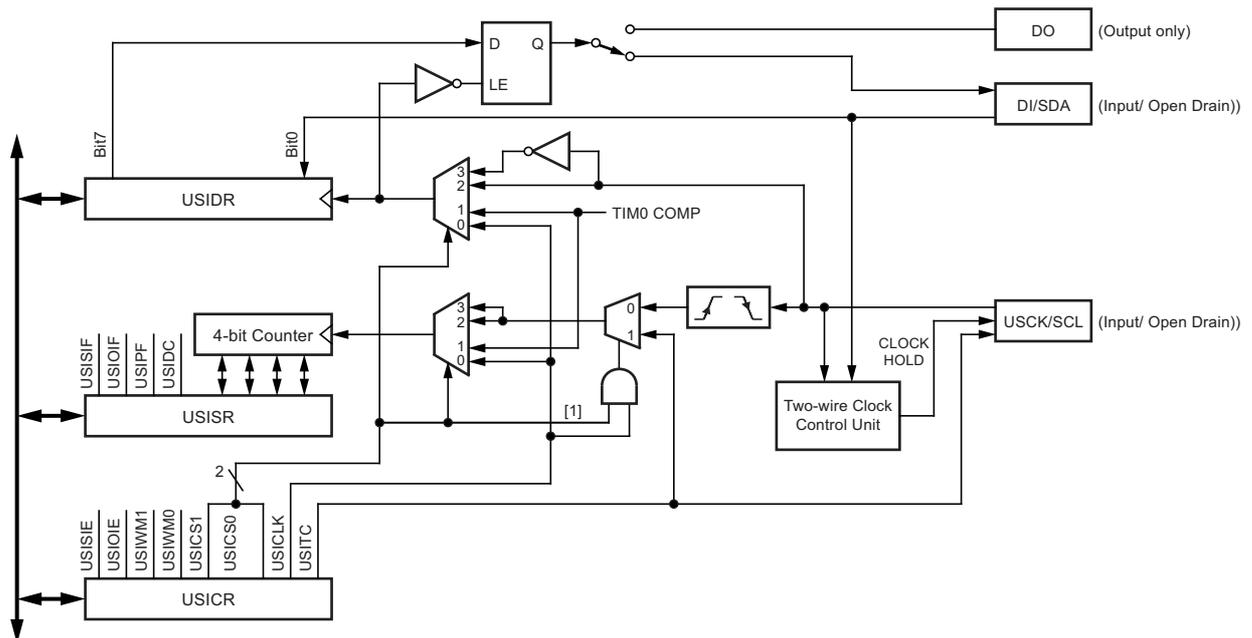 DO (Output only)
D Q
LE
DI/SDA (Input/ Open Drain))
Bit7
Bit0
3
2
1
0
USIDR
TIM0 COMP
3
2
1
0
0
1
4-bit Counter
USCK/SCL (Input/ Open Drain))
CLOCK
HOLD
USISIF
USIOIF
USIPF
USIDC
Two-wire Clock
Control Unit
[1]
USISR
2
USISIE
USIOIE
USIWM1
USIWM0
USICS1
USICS0
USICLK
USITC
USICR